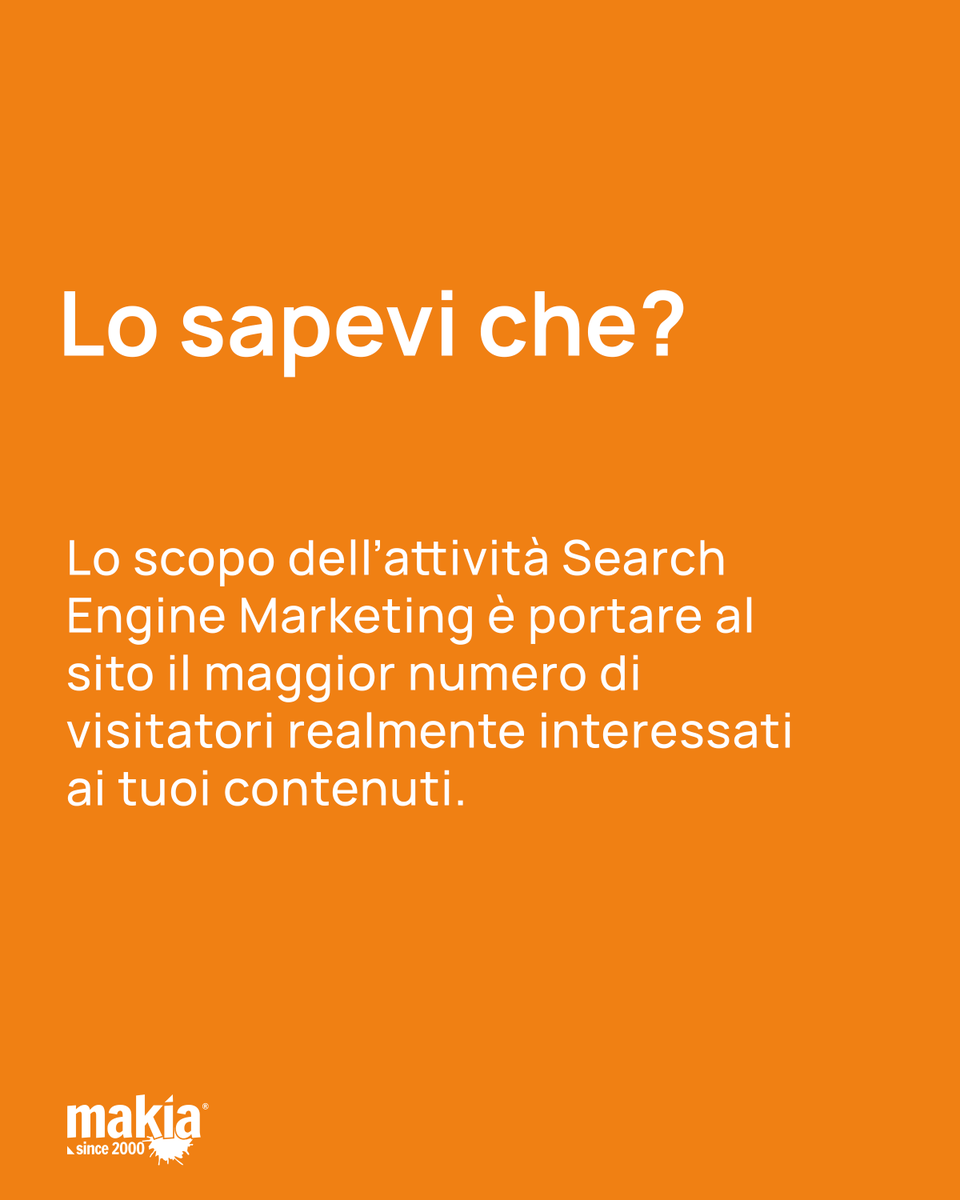 Lo sapevi che?
Lo scopo dell’attività Search
Engine Marketing è portare al
sito il maggior numero di
visitatori realmente interessati
ai tuoi contenuti.
makia®
since 2000